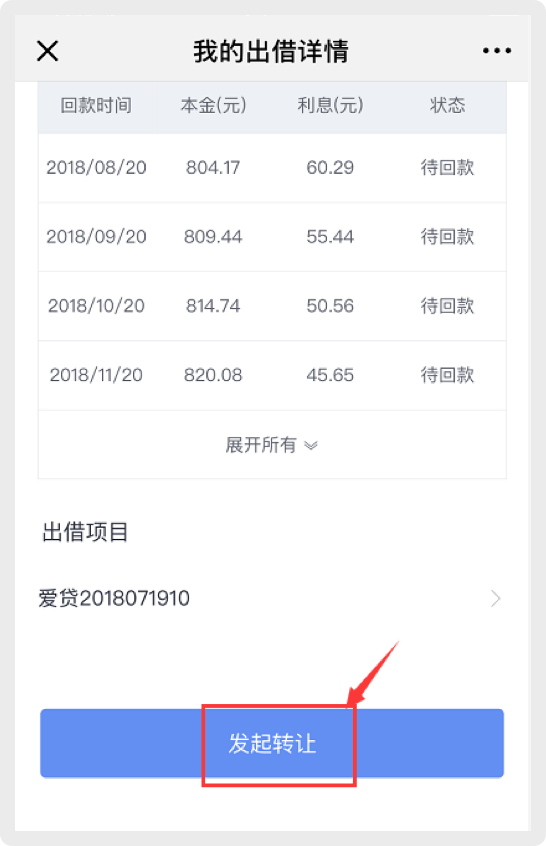 我的出借详情
回款时间 本金(元) 利息(元) 状态
2018/08/20 804.17 60.29 待回款
2018/09/20 809.44 55.44 待回款
2018/10/20 814.74 50.56 待回款
2018/11/20 820.08 45.65 待回款
展开所有
出借项目
爱贷2018071910
发起转让